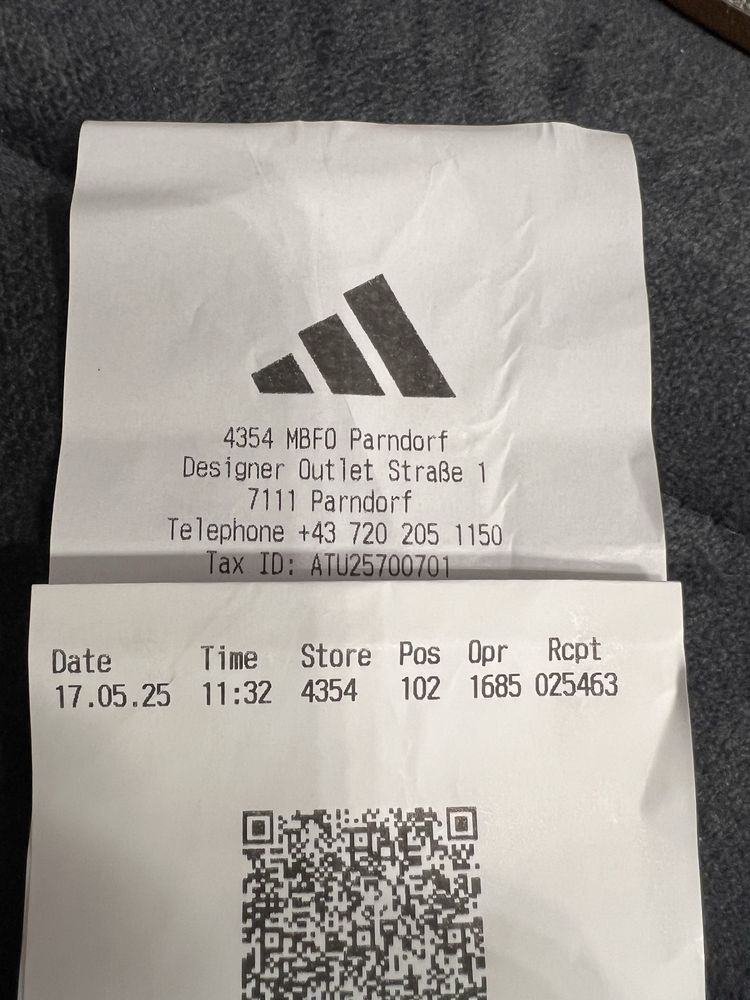 4354 MBFO Parndorf
Designer Outlet Straße 1
7111 Parndorf
Telephone +43 720 205 1150
Tax ID: ATU25700701
Date Time Store Pos Opr Rcpt
17.05.25 11:32 4354 102 1685 025463